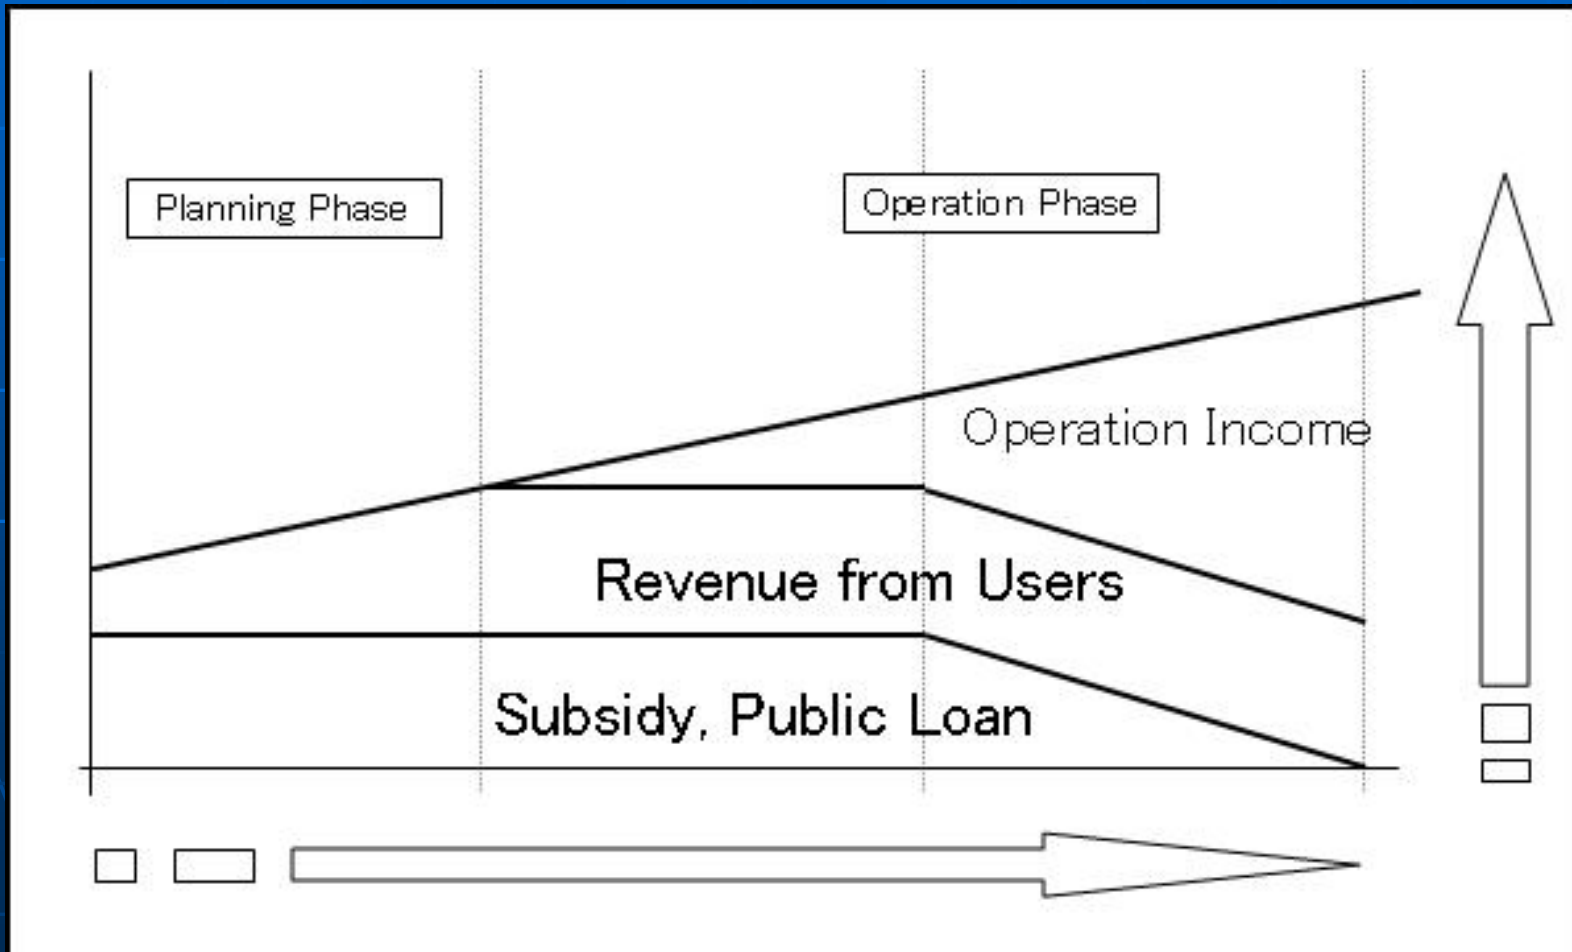 Planning Phase
Operation Phase
Operation Income
Revenue from Users
Subsidy, Public Loan